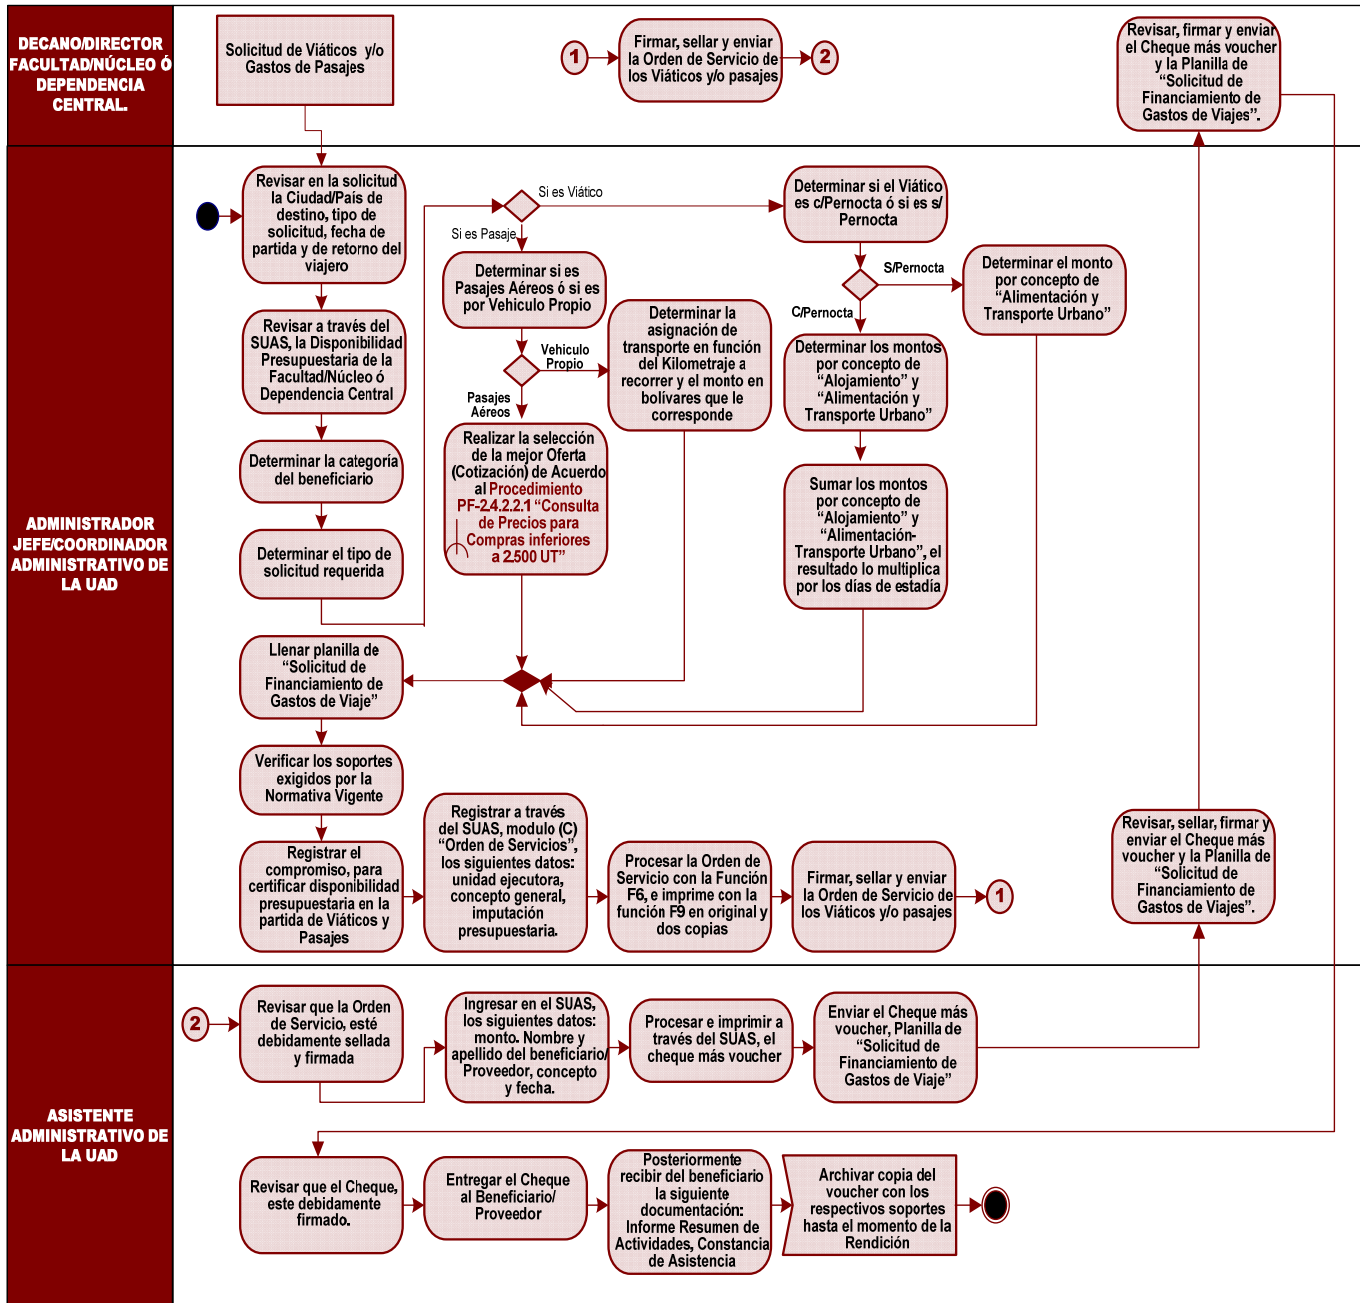 DECANO/DIRECTOR
FACULTAD/NÚCLEO Ó
DEPENDENCIA
CENTRAL.
Solicitud de Viáticos y/o
Gastos de Pasajes
1
Firmar, sellar y enviar
la Orden de Servicio de
los Viáticos y/o pasajes
2
Revisar, firmar y enviar
el Cheque más voucher
y la Planilla de
“Solicitud de
Financiamiento de
Gastos de Viajes”.
ADMINISTRADOR
JEFE/COORDINADOR
ADMINISTRATIVO DE
LA UAD
Revisar en la solicitud
la Ciudad/País de
destino, tipo de
solicitud, fecha de
partida y de retorno del
viajero
Revisar a través del
SUAS, la Disponibilidad
Presupuestaria de la
Facultad/Núcleo ó
Dependencia Central
Determinar la categoría
del beneficiario
Determinar el tipo de
solicitud requerida
Si es Viático
Si es Pasaje
Determinar si es
Pasajes Aéreos ó si es
por Vehiculo Propio
Vehiculo
Propio
Pasajes
Aéreos
Determinar la
asignación de
transporte en función
del Kilometraje a
recorrer y el monto en
bolívares que le
corresponde
Realizar la selección
de la mejor Oferta
(Cotización) de Acuerdo
al Procedimiento
PF-2.4.2.2.1 “Consulta
de Precios para
Compras inferiores
a 2.500 UT”
Determinar si el Viático
es c/Pernocta ó si es s/
Pernocta
S/Pernocta
C/Pernocta
Determinar el monto
por concepto de
“Alimentación y
Transporte Urbano”
Determinar los montos
por concepto de
“Alojamiento” y
“Alimentación y
Transporte Urbano”
Sumar los montos
por concepto de
“Alojamiento” y
“Alimentación-
Transporte Urbano”, el
resultado lo multiplica
por los días de estadía
Llenar planilla de
“Solicitud de
Financiamiento de
Gastos de Viaje”
Verificar los soportes
exigidos por la
Normativa Vigente
Registrar el
compromiso, para
certificar disponibilidad
presupuestaria en la
partida de Viáticos y
Pasajes
Registrar a través
del SUAS, modulo (C)
“Orden de Servicios”,
los siguientes datos:
unidad ejecutora,
concepto general,
imputación
presupuestaria.
Procesar la Orden de
Servicio con la Función
F6, e imprime con la
función F9 en original y
dos copias
Firmar, sellar y enviar
la Orden de Servicio de
los Viáticos y/o pasajes
1
Revisar, sellar, firmar y
enviar el Cheque más
voucher y la Planilla de
“Solicitud de
Financiamiento de
Gastos de Viajes”.
ASISTENTE
ADMINISTRATIVO DE
LA UAD
2
Revisar que la Orden
de Servicio, esté
debidamente sellada
y firmada
Ingresar en el SUAS,
los siguientes datos:
monto. Nombre y
apellido del beneficiario/
Proveedor, concepto
y fecha.
Procesar e imprimir a
través del SUAS, el
cheque más voucher
Enviar el Cheque más
voucher, Planilla de
“Solicitud de
Financiamiento de
Gastos de Viaje”
Revisar que el Cheque,
este debidamente
firmado.
Entregar el Cheque
al Beneficiario/
Proveedor
Posteriormente
recibir del beneficiario
la siguiente
documentación:
Informe Resumen de
Actividades, Constancia
de Asistencia
Archivar copia del
voucher con los
respectivos soportes
hasta el momento de la
Rendición